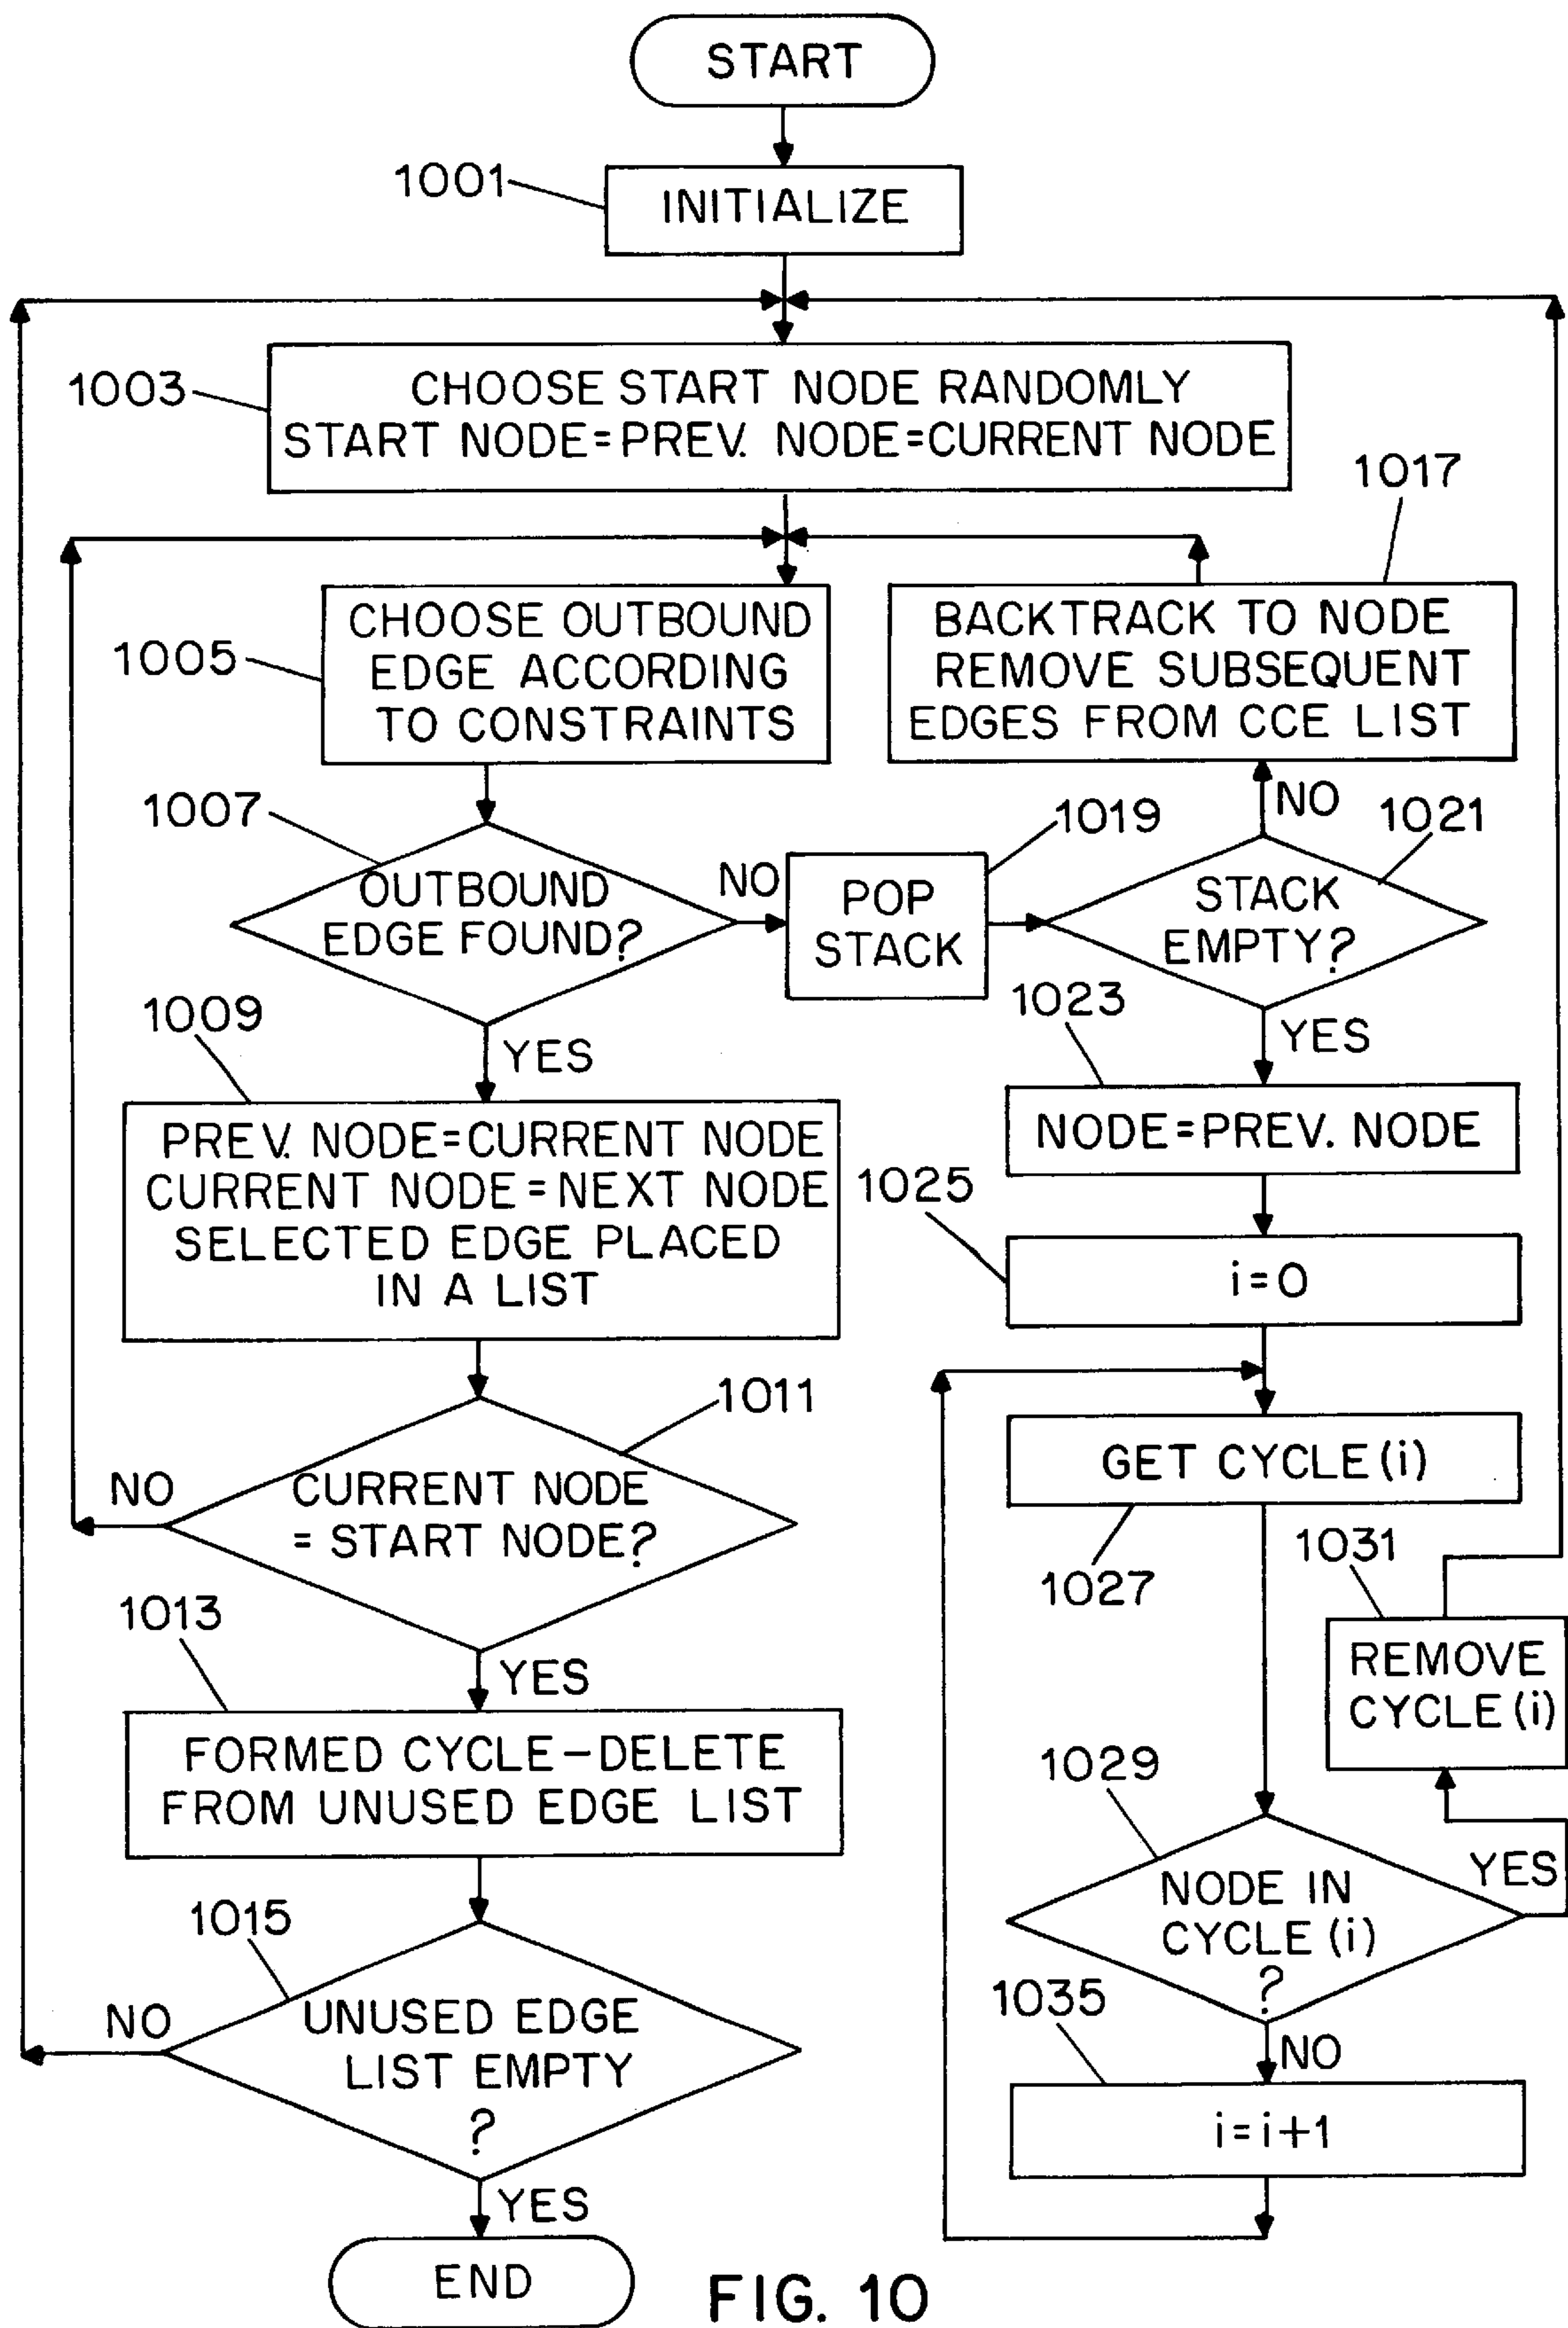 START
1001
INITIALIZE
1003
CHOOSE START NODE RANDOMLY
START NODE=PREV. NODE=CURRENT NODE
1017
1005
CHOOSE OUTBOUND
EDGE ACCORDING
TO CONSTRAINTS
BACKTRACK TO NODE
REMOVE SUBSEQUENT
EDGES FROM CCE LIST
1007
OUTBOUND
EDGE FOUND?
NO
1019
POP
STACK
NO
1021
STACK
EMPTY?
1009
YES
1023
YES
PREV. NODE=CURRENT NODE
CURRENT NODE=NEXT NODE
SELECTED EDGE PLACED
IN A LIST
NODE=PREV. NODE
1025
i=0
1011
NO
CURRENT NODE
= START NODE?
GET CYCLE (i)
1027
1031
REMOVE
CYCLE (i)
1013
YES
FORMED CYCLE-DELETE
FROM UNUSED EDGE LIST
1029
NODE IN
CYCLE (i)
?
YES
1015
NO
UNUSED EDGE
LIST EMPTY
?
1035
NO
i=i+1
YES
END
FIG. 10